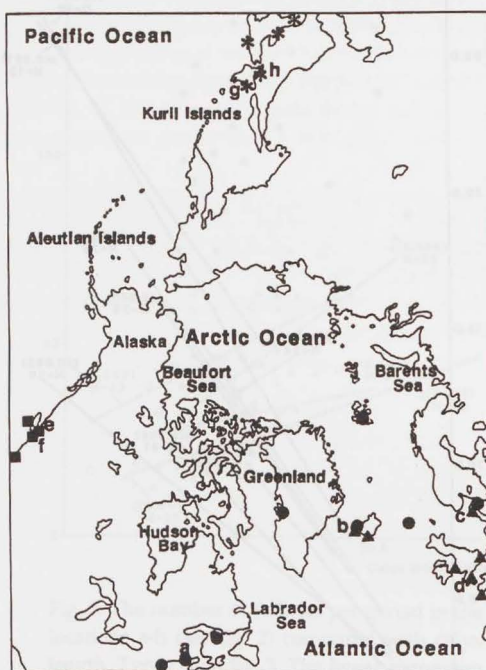 Pacific Ocean
h
g
Kuril Islands
Aleutian Islands
Alaska
Arctic Ocean
Beaufort
Sea
Barents
Sea
e
f
Greenland
b
c
Hudson
Bay
d
Labrador
Sea
a
Atlantic Ocean